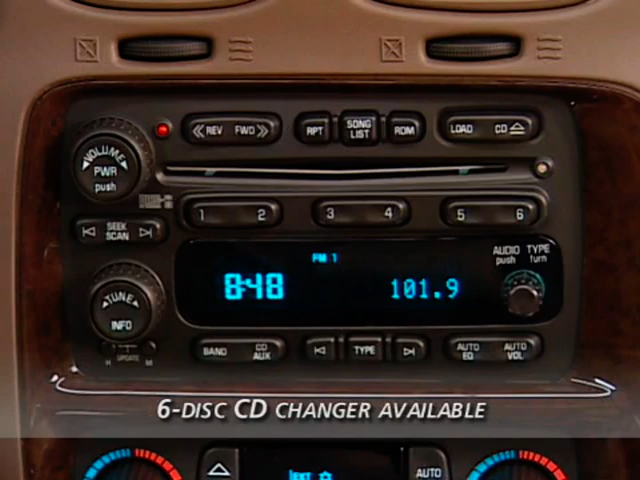 REV FWD
RPT
SONG LIST
RDM
LOAD CD
VOLUME
PWR
push
1 2 3 4 5 6
SEEK
SCAN
FM 1
AUDIO TYPE
push turn
8:48 101.9
TUNE
INFO
UPDATE
H M
BAND
CD AUX
TYPE
AUTO EQ
AUTO VOL
6-DISC CD CHANGER AVAILABLE
AUTO